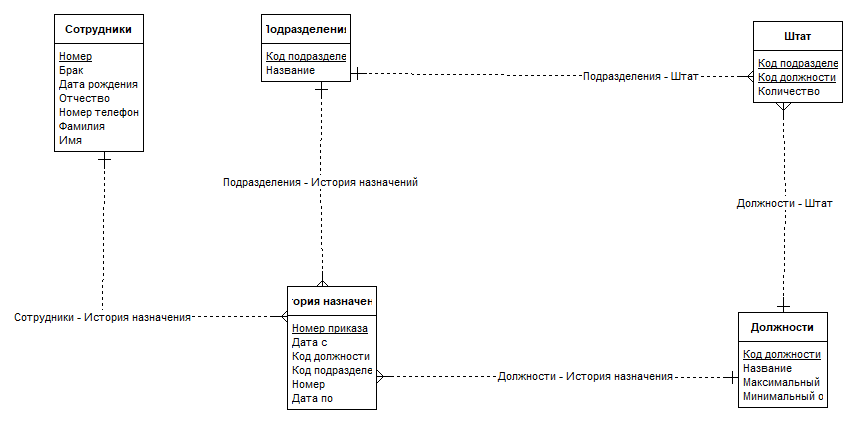 Сотрудники
Номер
Брак
Дата рождения
Отчество
Номер телефон
Фамилия
Имя
Подразделения
Код подразделе
Название
Штат
Код подразделе
Код должности
Количество
Подразделения - Штат
Подразделения - История назначений
Должности - Штат
Сотрудники - История назначения
ория назначен
Номер приказа
Дата с
Код должности
Код подразделе
Номер
Дата по
Должности - История назначения
Должности
Код должности
Название
Максимальный
Минимальный о